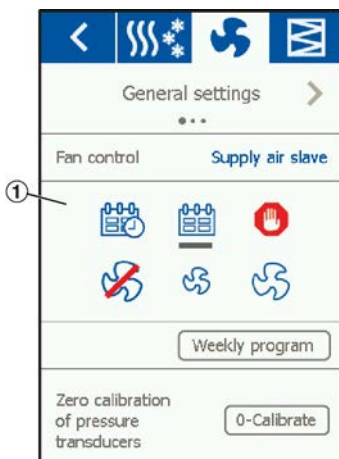 General settings
Fan control Supply air slave
1
Weekly program
Zero calibration
of pressure
transducers
0-Calibrate